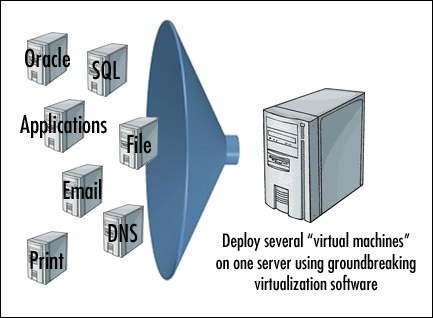 Oracle
SQL
Applications
File
Email
DNS
Print
Deploy several “virtual machines”
on one server using groundbreaking
virtualization software